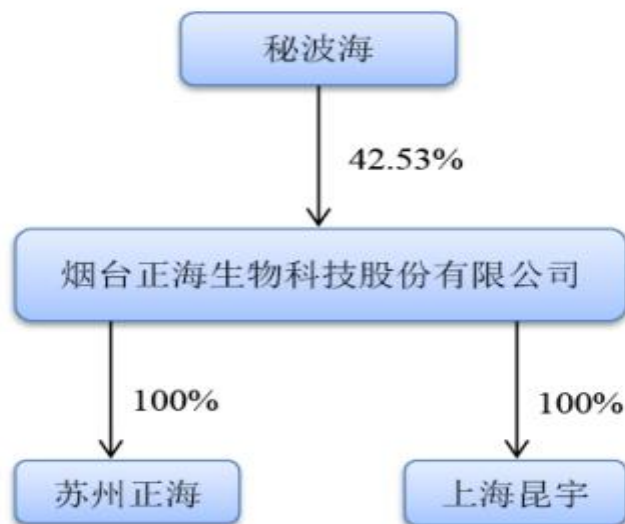 秘波海
42.53%
烟台正海生物科技股份有限公司
100%
100%
苏州正海
上海昆宇